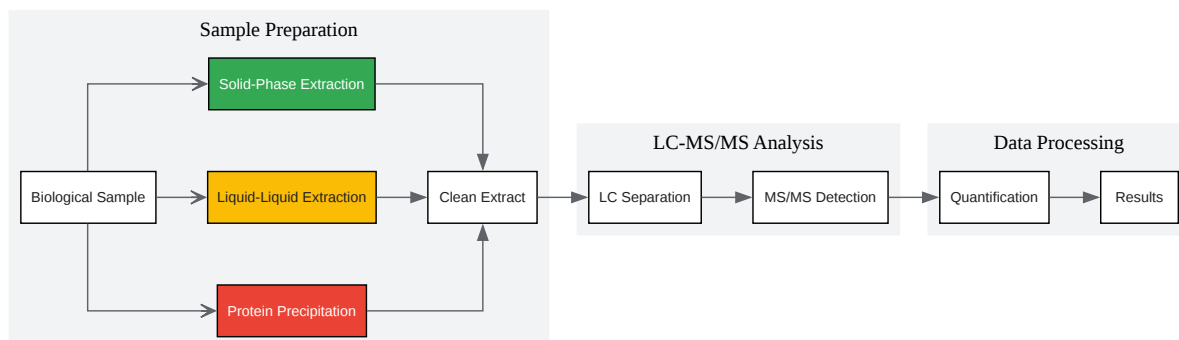 Sample Preparation
Solid-Phase Extraction
Biological Sample
Liquid-Liquid Extraction
Clean Extract
Protein Precipitation
LC-MS/MS Analysis
LC Separation
MS/MS Detection
Data Processing
Quantification
Results